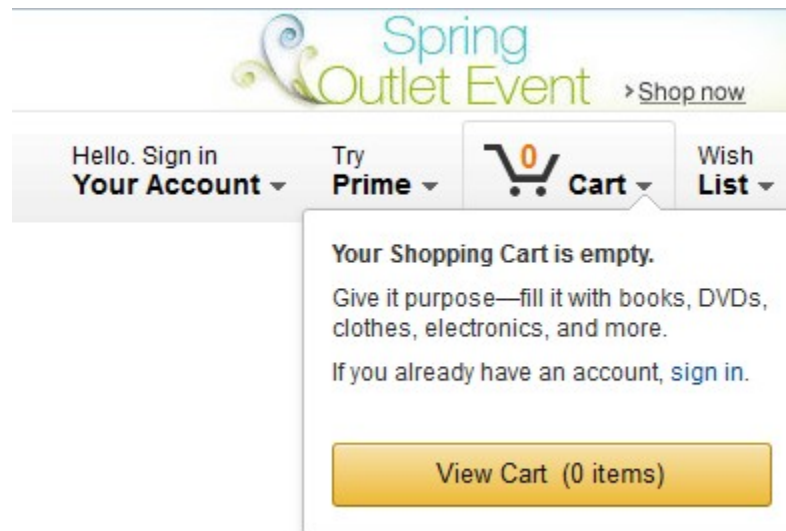 Spring
Outlet Event
>Shop now
Hello. Sign in
Your Account
Try
Prime
0
Cart
Wish
List
Your Shopping Cart is empty.
Give it purpose—fill it with books, DVDs,
clothes, electronics, and more.
If you already have an account, sign in.
View Cart (0 items)